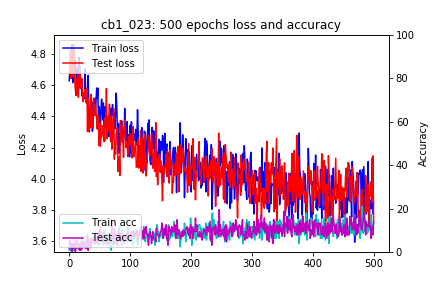 cb1_023: 500 epochs loss and accuracy
Train loss
Test loss
Train acc
Test acc
Loss
4.8
4.6
4.4
4.2
4.0
3.8
3.6
Accuracy
100
80
60
40
20
0
0
100
200
300
400
500